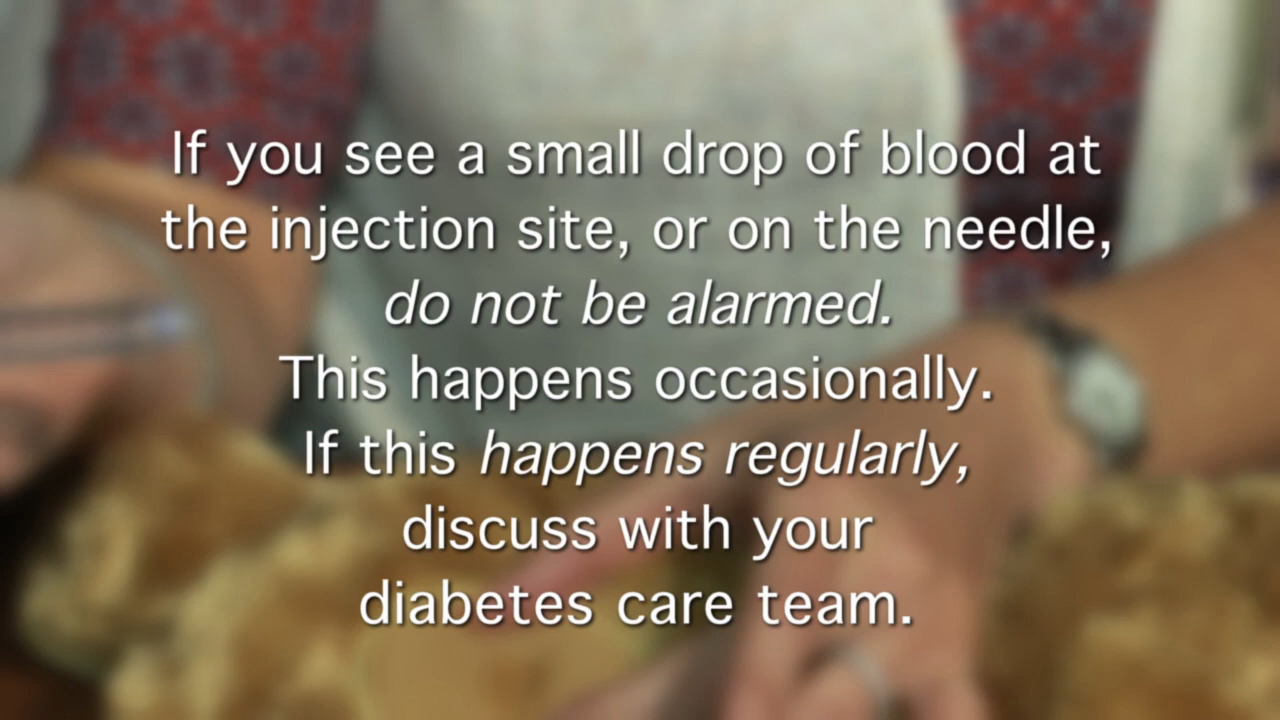 If you see a small drop of blood at
the injection site, or on the needle,
do not be alarmed.
This happens occasionally.
If this happens regularly,
discuss with your
diabetes care team.